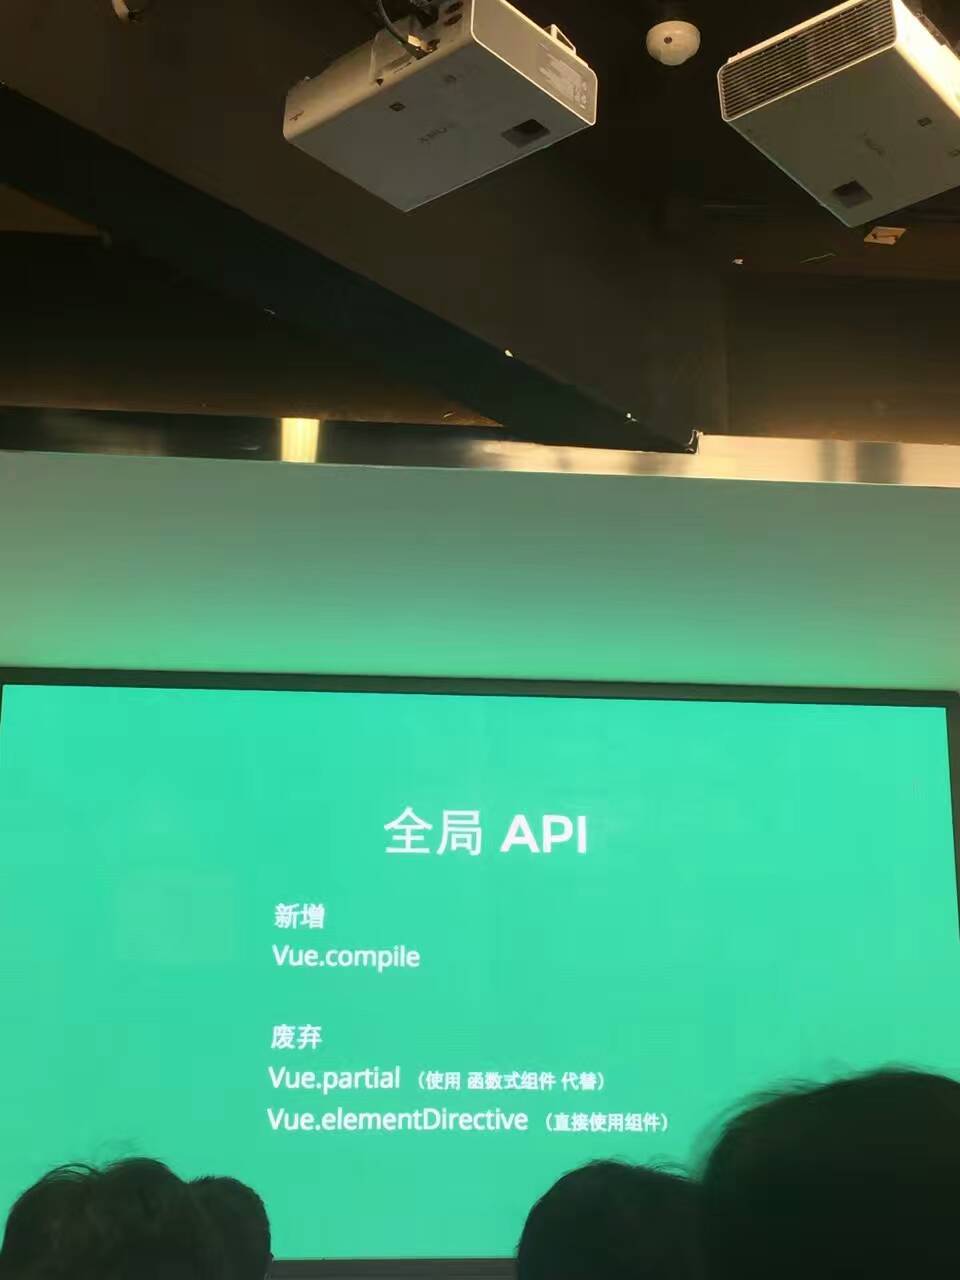 全局 API
新增
Vue.compile
废弃
Vue.partial （使用 函数式组件 代替）
Vue.elementDirective （直接使用组件）